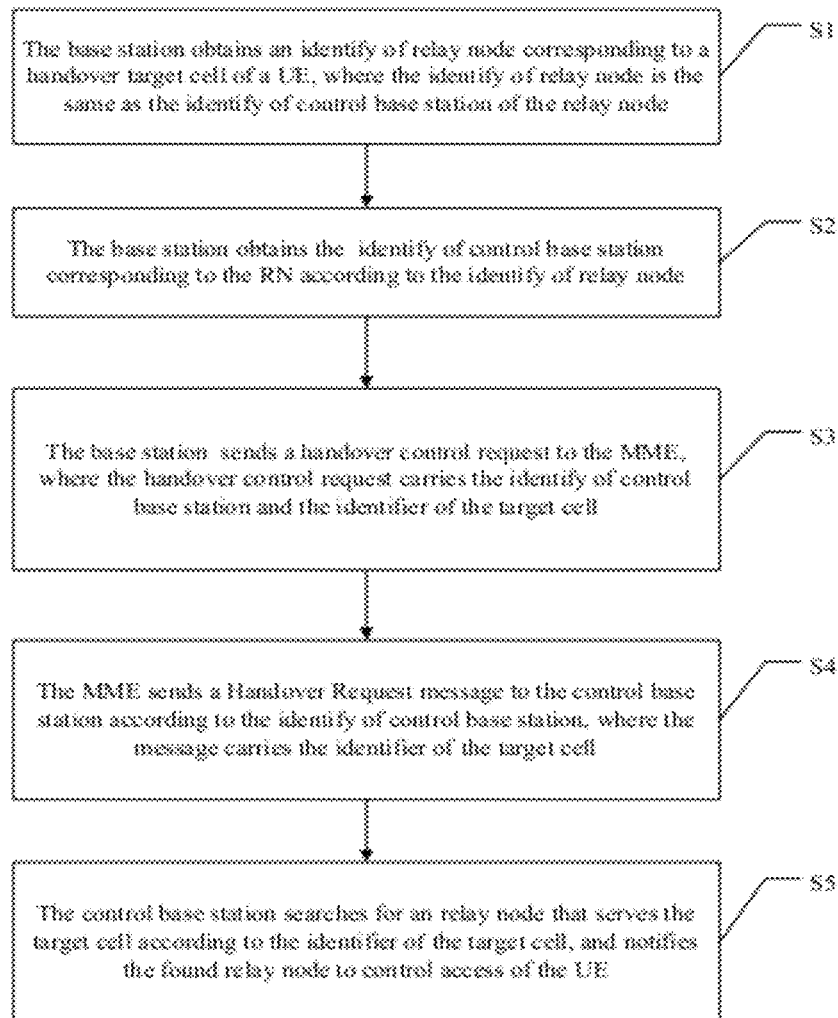 The base station obtains an identify of relay node corresponding to a
handover target cell of a UE, where the identify of relay node is the
same as the identify of control base station of the relay node
S1
The base station obtains the identify of control base station
corresponding to the RN according to the identify of relay node
S2
The base station sends a handover control request to the MME,
where the handover control request carries the identify of control
base station and the identifier of the target cell
S3
The MME sends a Handover Request message to the control base
station according to the identify of control base station, where the
message carries the identifier of the target cell
S4
The control base station searches for an relay node that serves the
target cell according to the identifier of the target cell, and notifies
the found relay node to control access of the UE
S5